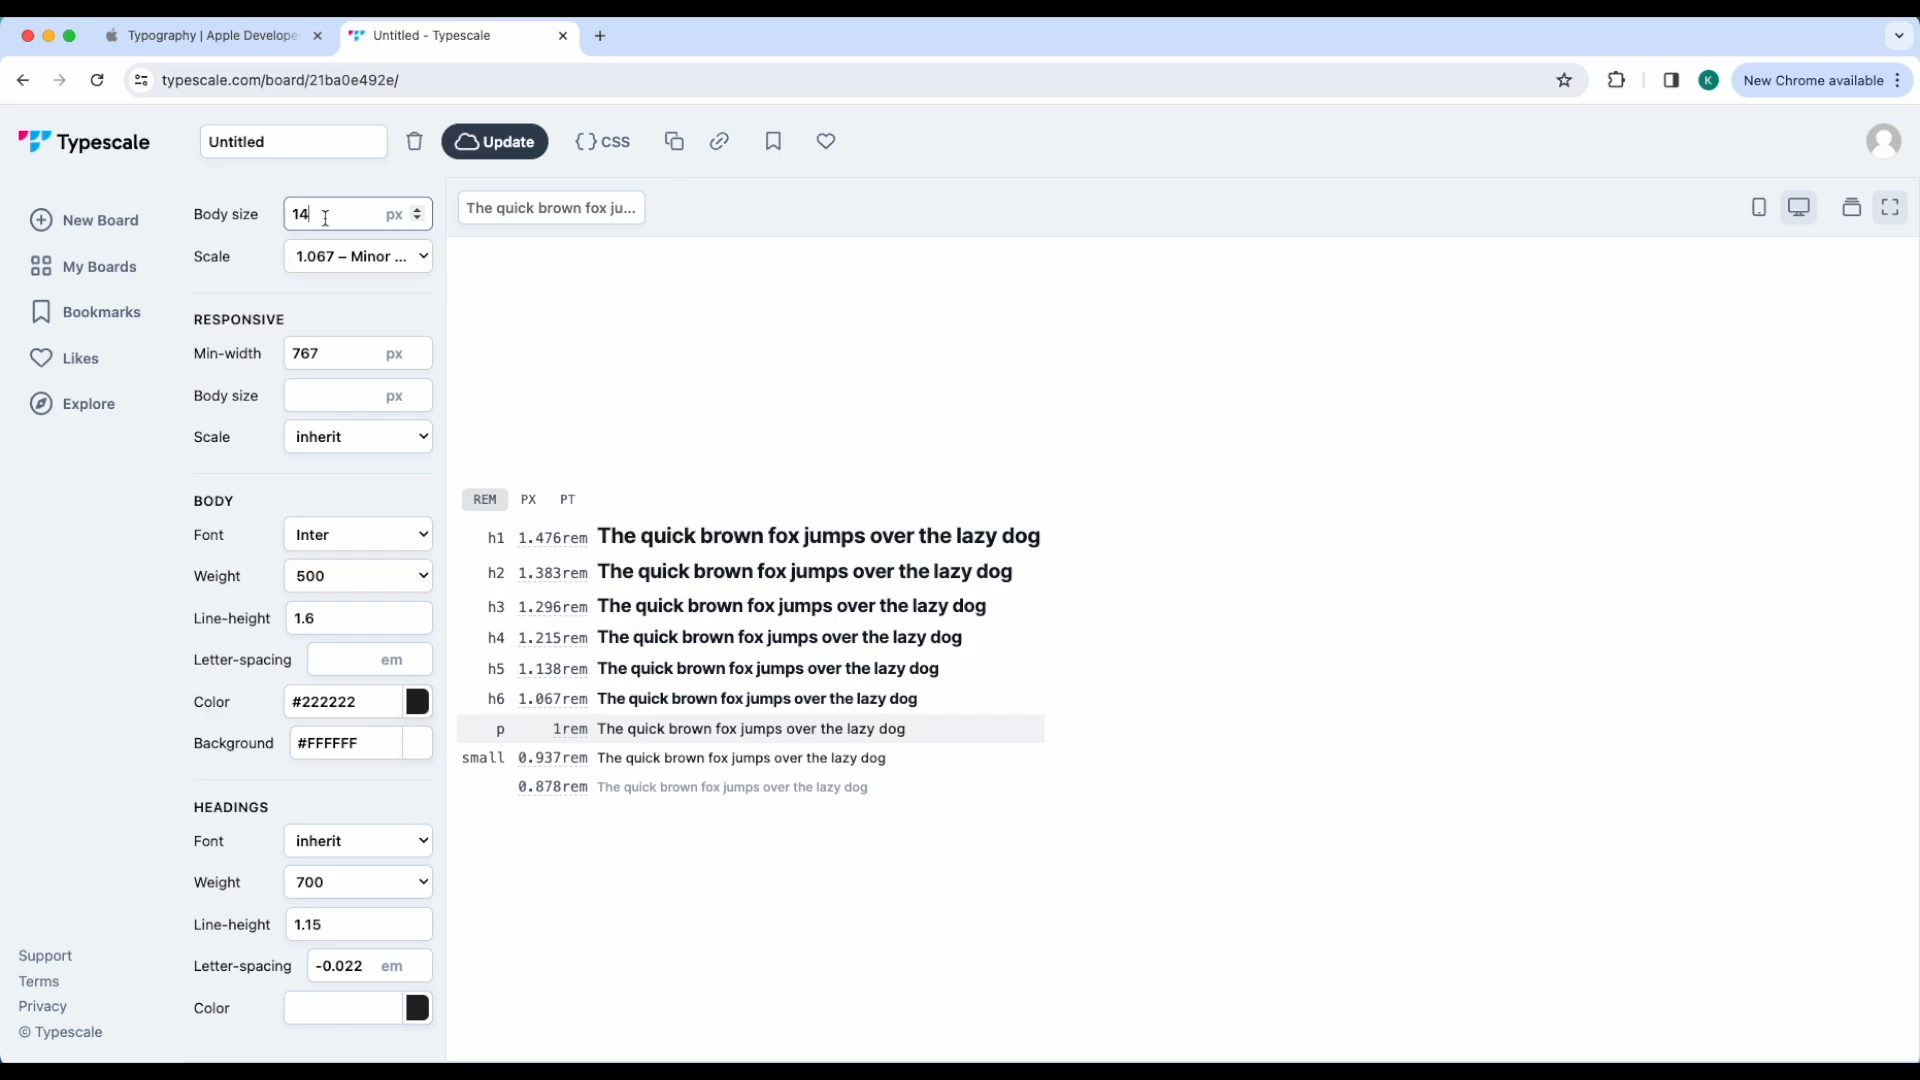 Typography | Apple Develope
Untitled - Typescale
typescale.com/board/21ba0e492e/
K
New Chrome available
Typescale
Untitled
Update
{ } CSS
New Board
My Boards
Bookmarks
Likes
Explore
Support
Terms
Privacy
© Typescale
Body size 14 px
Scale 1.067 – Minor ...
RESPONSIVE
Min-width 767 px
Body size px
Scale inherit
BODY
Font Inter
Weight 500
Line-height 1.6
Letter-spacing em
Color #222222
Background #FFFFFF
HEADINGS
Font inherit
Weight 700
Line-height 1.15
Letter-spacing -0.022 em
Color
The quick brown fox ju...
REM PX PT
h1 1.476rem The quick brown fox jumps over the lazy dog
h2 1.383rem The quick brown fox jumps over the lazy dog
h3 1.296rem The quick brown fox jumps over the lazy dog
h4 1.215rem The quick brown fox jumps over the lazy dog
h5 1.138rem The quick brown fox jumps over the lazy dog
h6 1.067rem The quick brown fox jumps over the lazy dog
p 1rem The quick brown fox jumps over the lazy dog
small 0.937rem The quick brown fox jumps over the lazy dog
0.878rem The quick brown fox jumps over the lazy dog